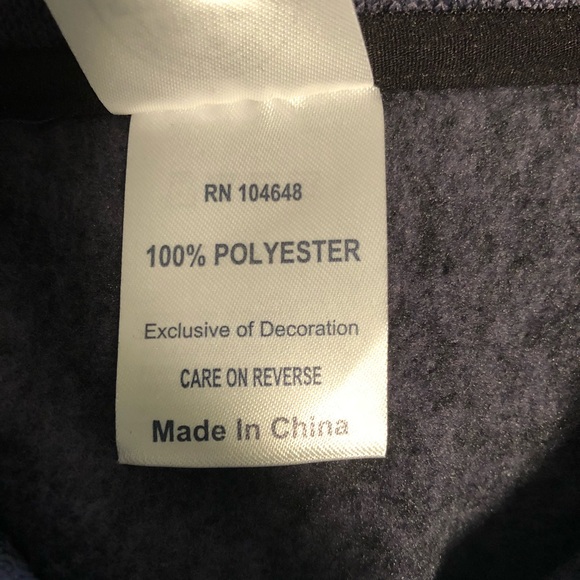 RN 104648
100% POLYESTER
Exclusive of Decoration
CARE ON REVERSE
Made In China